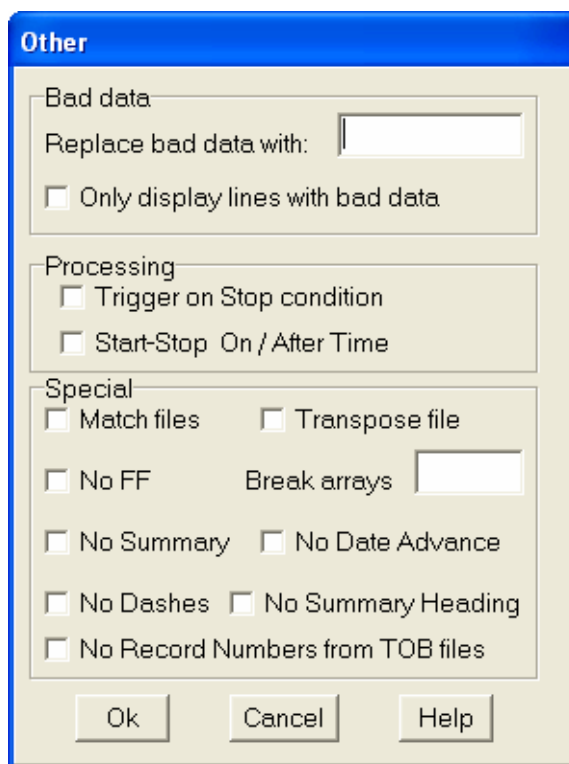 Other
Bad data
Replace bad data with:
Only display lines with bad data
Processing
Trigger on Stop condition
Start-Stop On / After Time
Special
Match files Transpose file
No FF Break arrays
No Summary No Date Advance
No Dashes No Summary Heading
No Record Numbers from TOB files
Ok Cancel Help